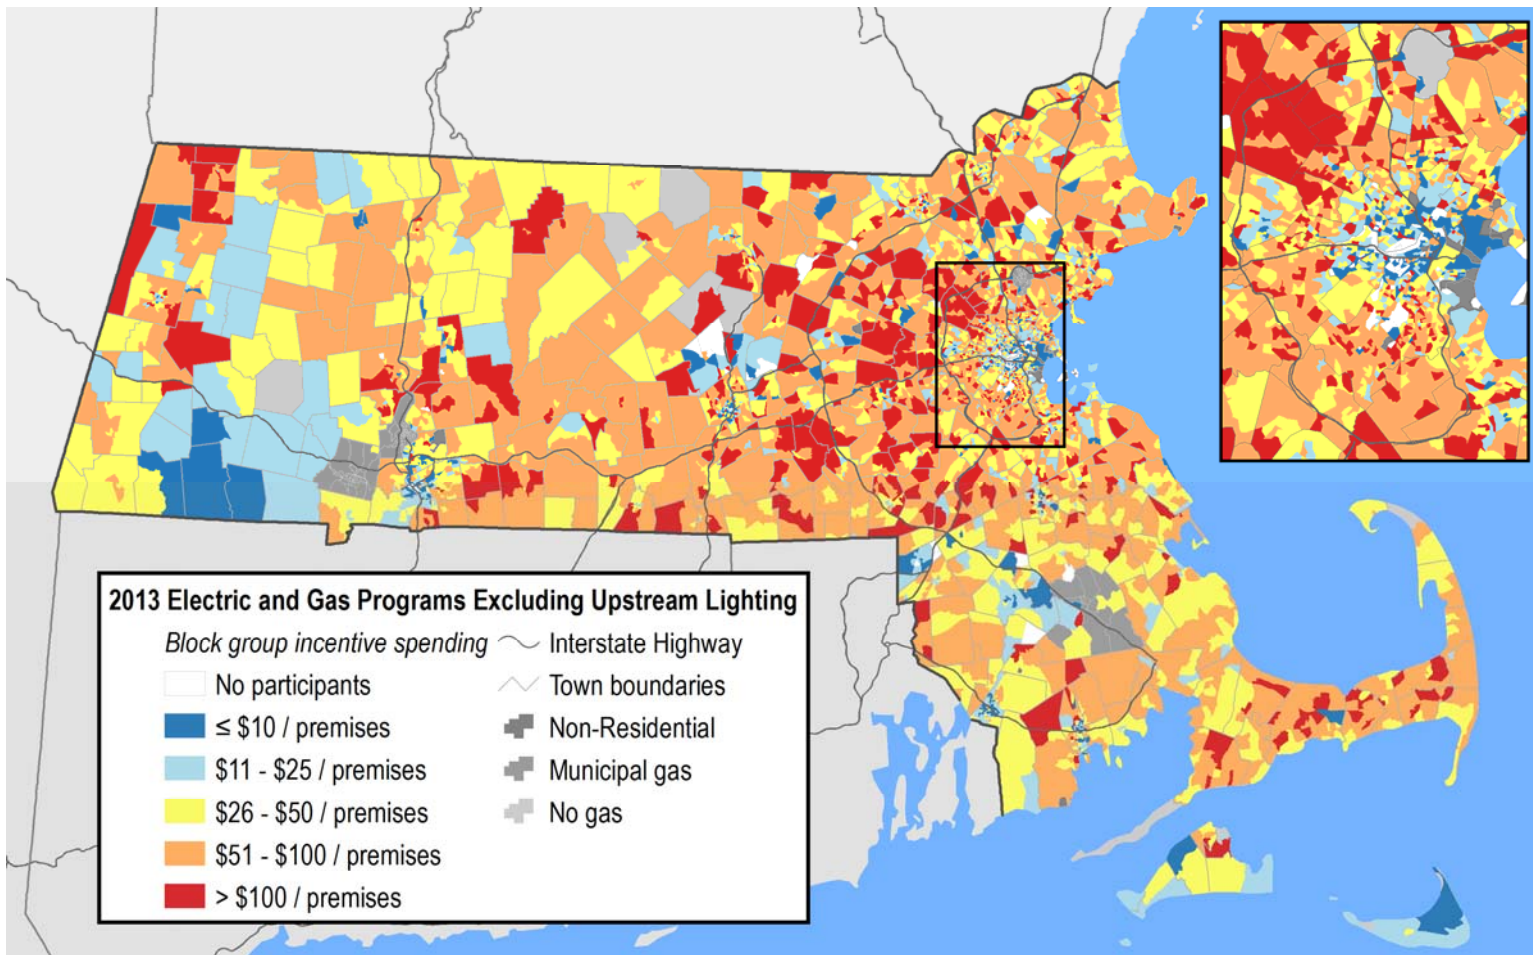 2013 Electric and Gas Programs Excluding Upstream Lighting
Block group incentive spending
No participants
≤ $10 / premises
$11 - $25 / premises
$26 - $50 / premises
$51 - $100 / premises
> $100 / premises
Interstate Highway
Town boundaries
Non-Residential
Municipal gas
No gas